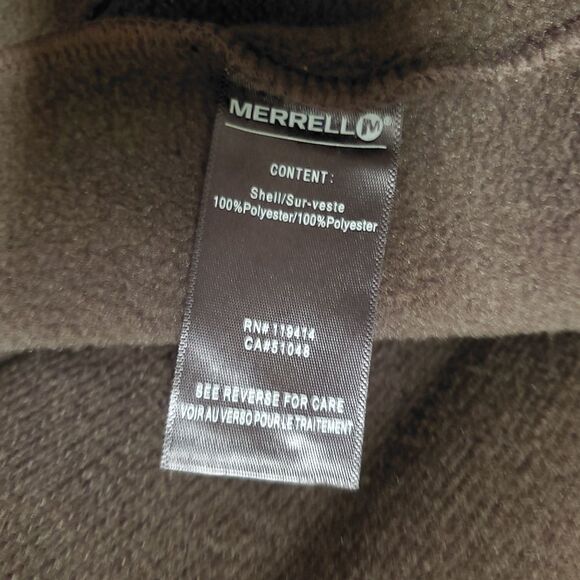 MERRELL M®
CONTENT:
Shell/Sur-veste
100%Polyester/100%Polyester
RN# 119414
CA#51048
SEE REVERSE FOR CARE
VOIR AU VERSO POUR LE TRAITEMENT